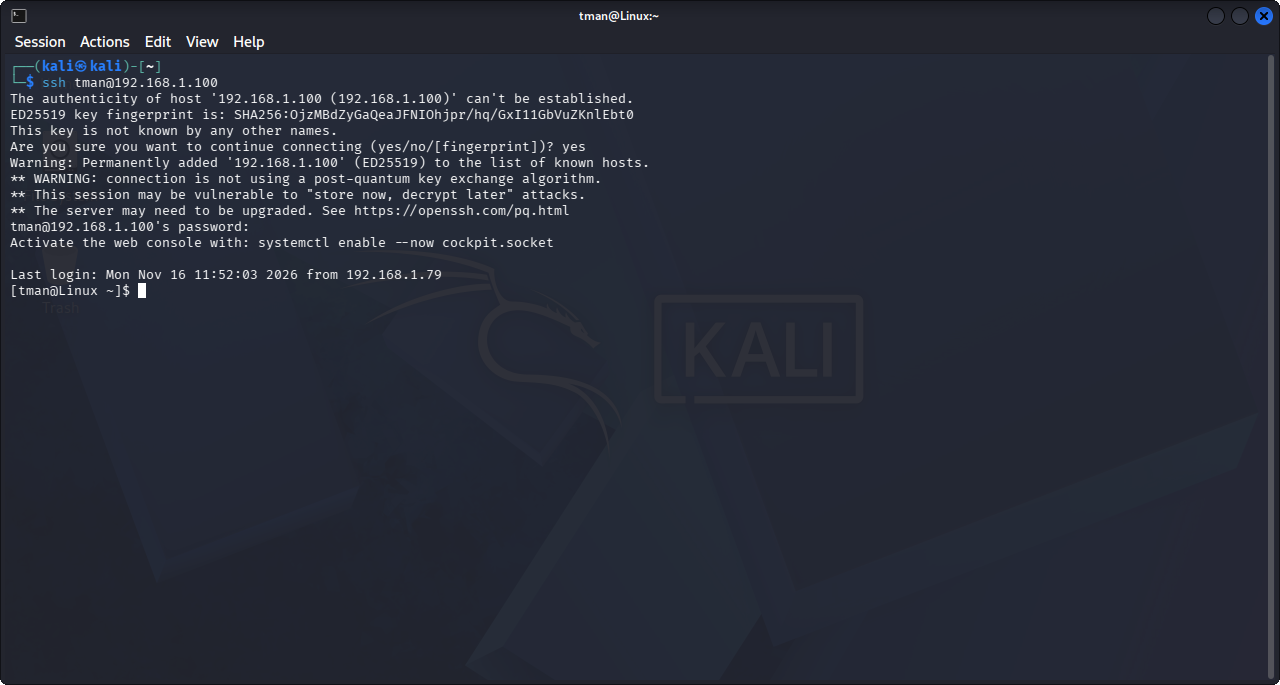 tman@Linux:~
Session Actions Edit View Help
┌──(kali㉿kali)-[~]
└─$ ssh tman@192.168.1.100
The authenticity of host '192.168.1.100 (192.168.1.100)' can't be established.
ED25519 key fingerprint is: SHA256:OjzMBdZyGaQeaJFNIOhjpr/hq/GxI11GbVuZKnlEbt0
This key is not known by any other names.
Are you sure you want to continue connecting (yes/no/[fingerprint])? yes
Warning: Permanently added '192.168.1.100' (ED25519) to the list of known hosts.
** WARNING: connection is not using a post-quantum key exchange algorithm.
** This session may be vulnerable to "store now, decrypt later" attacks.
** The server may need to be upgraded. See https://openssh.com/pq.html
tman@192.168.1.100's password:
Activate the web console with: systemctl enable --now cockpit.socket
Last login: Mon Nov 16 11:52:03 2026 from 192.168.1.79
[tman@Linux ~]$
Trash
KALI